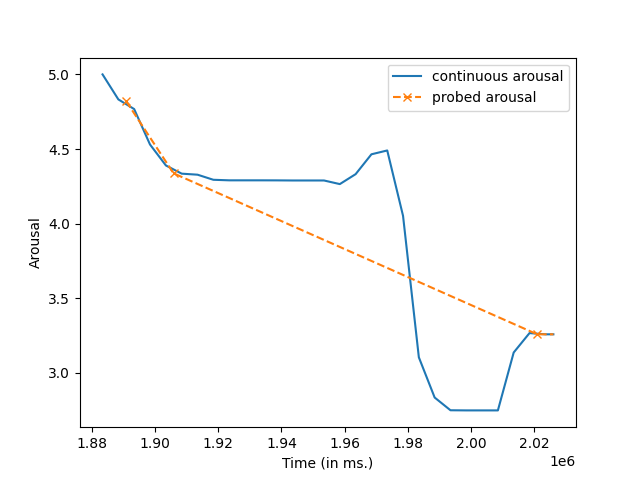 continuous arousal
probed arousal
5.0
4.5
4.0
3.5
3.0
Arousal
1.88 1.90 1.92 1.94 1.96 1.98 2.00 2.02
1e6
Time (in ms.)